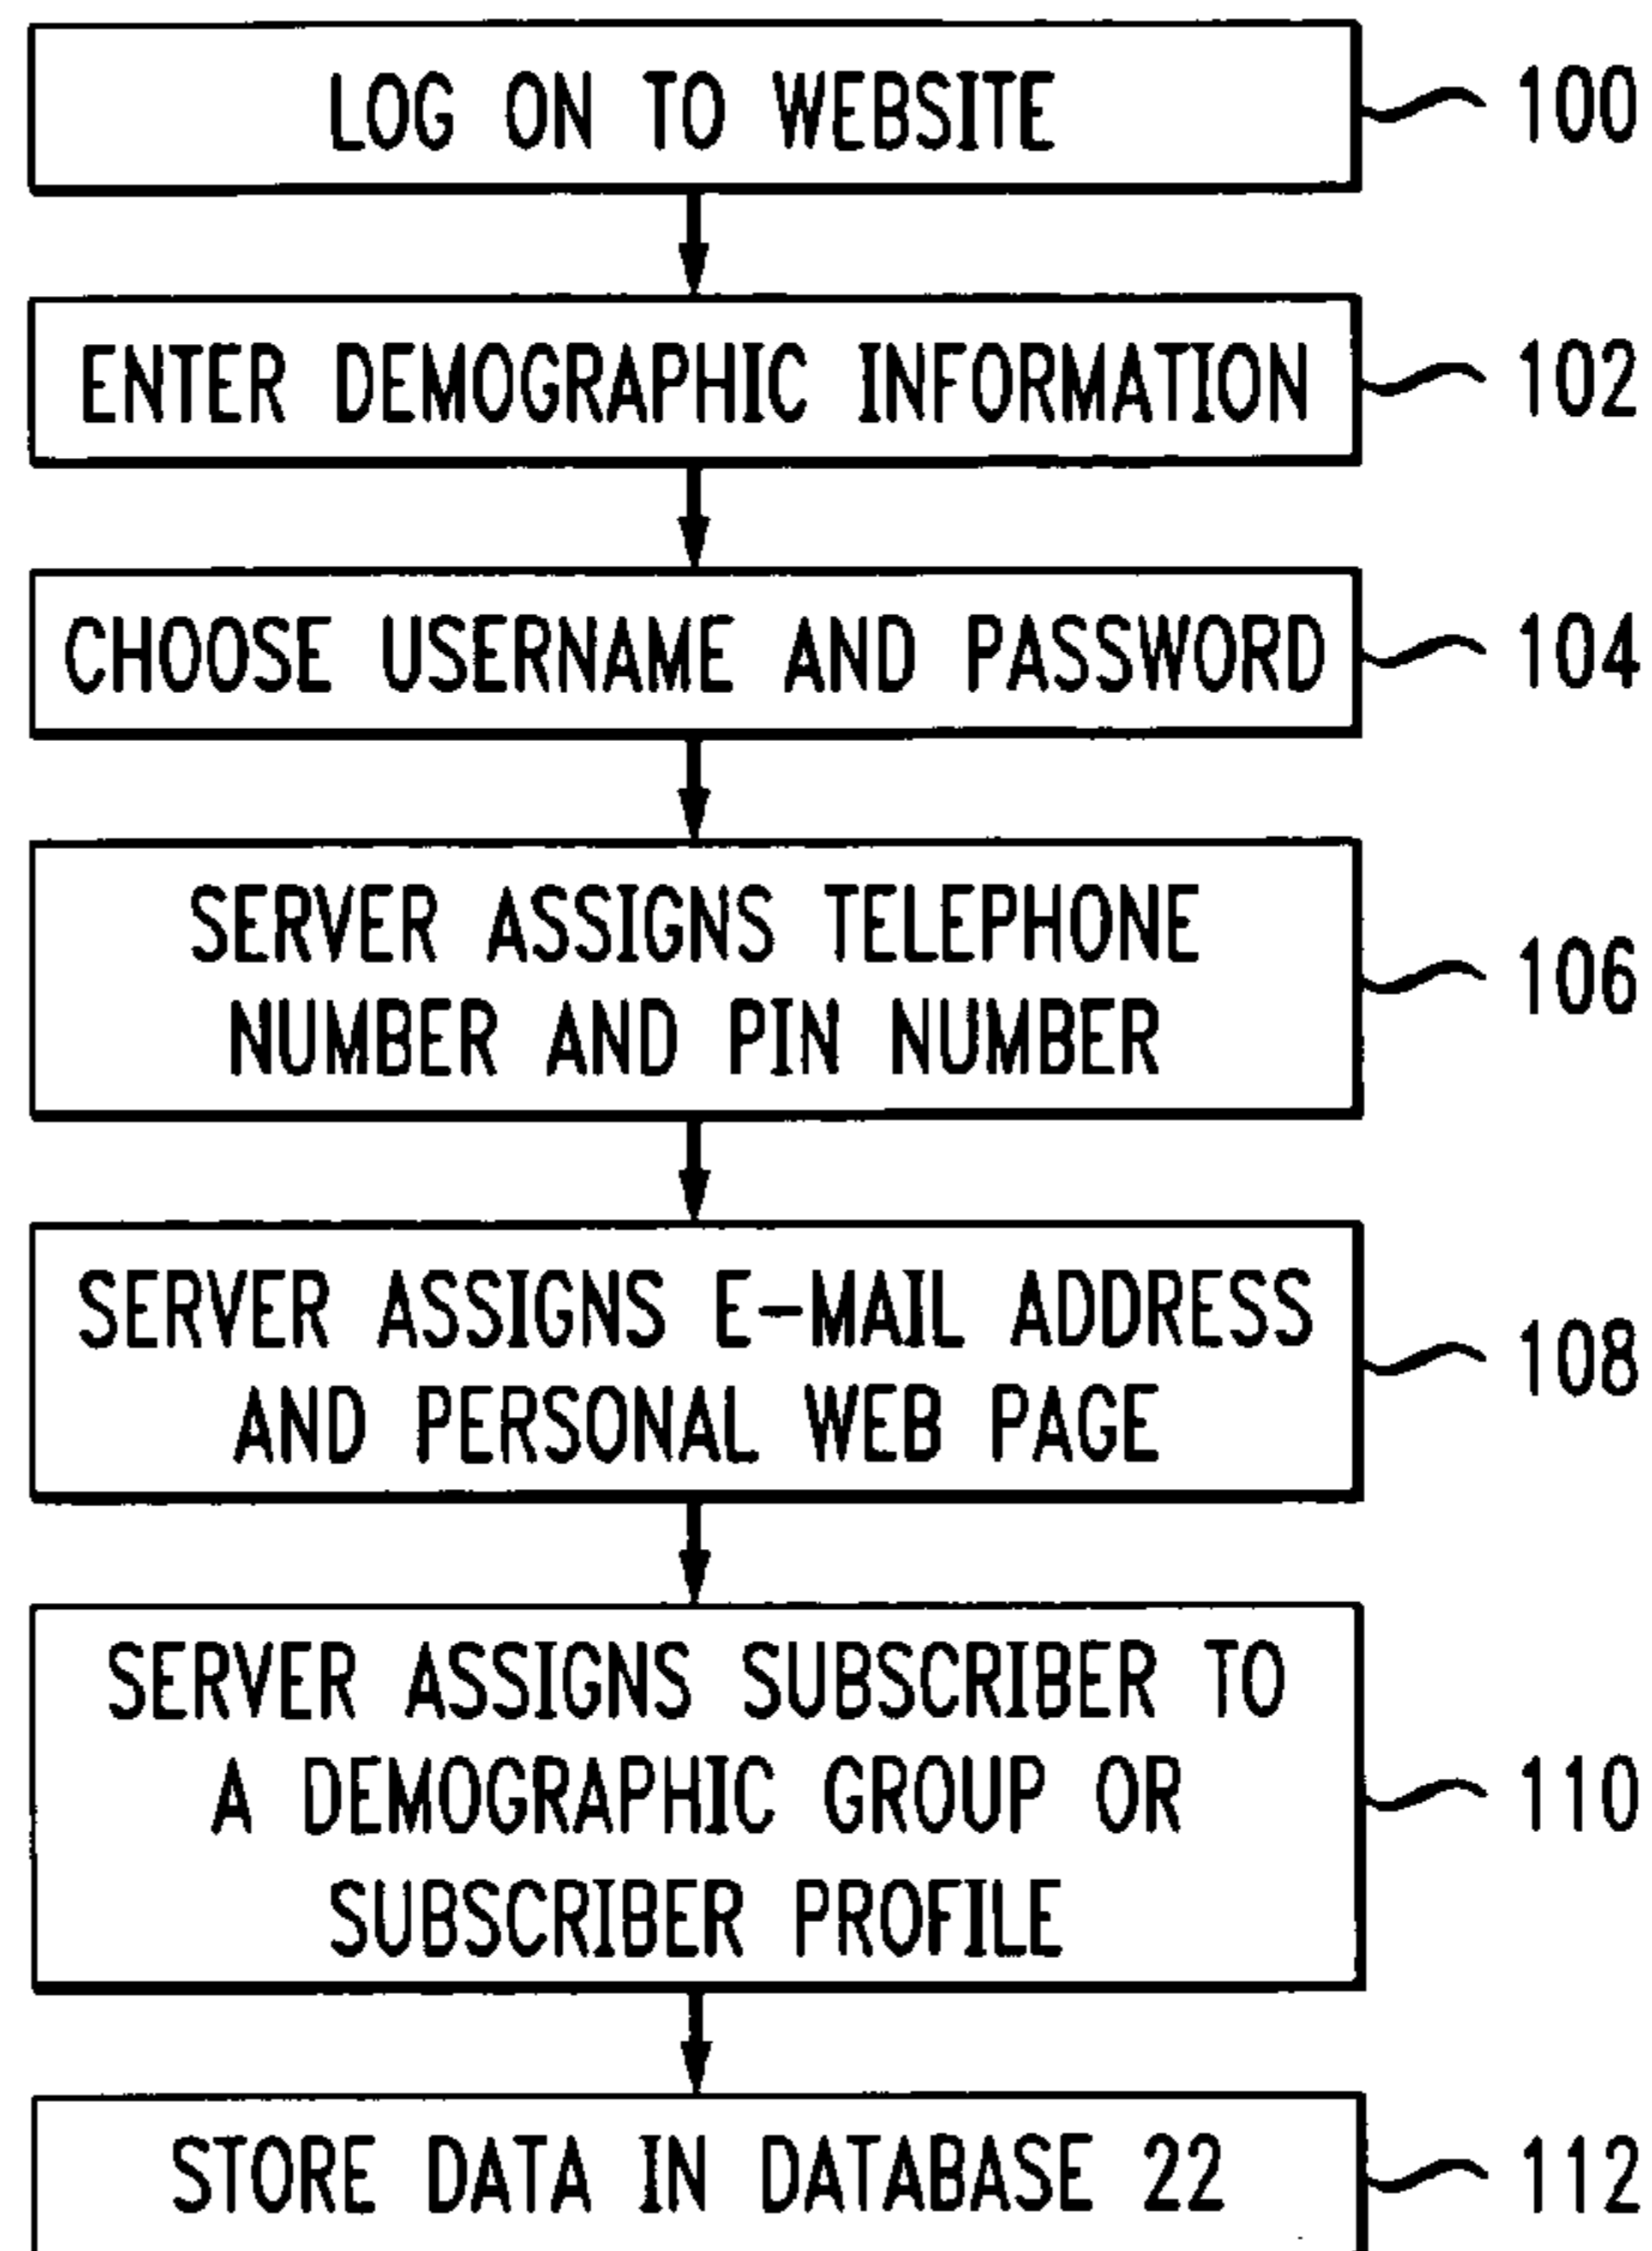 LOG ON TO WEBSITE
100
ENTER DEMOGRAPHIC INFORMATION
102
CHOOSE USERNAME AND PASSWORD
104
SERVER ASSIGNS TELEPHONE
NUMBER AND PIN NUMBER
106
SERVER ASSIGNS E-MAIL ADDRESS
AND PERSONAL WEB PAGE
108
SERVER ASSIGNS SUBSCRIBER TO
A DEMOGRAPHIC GROUP OR
SUBSCRIBER PROFILE
110
STORE DATA IN DATABASE 22
112